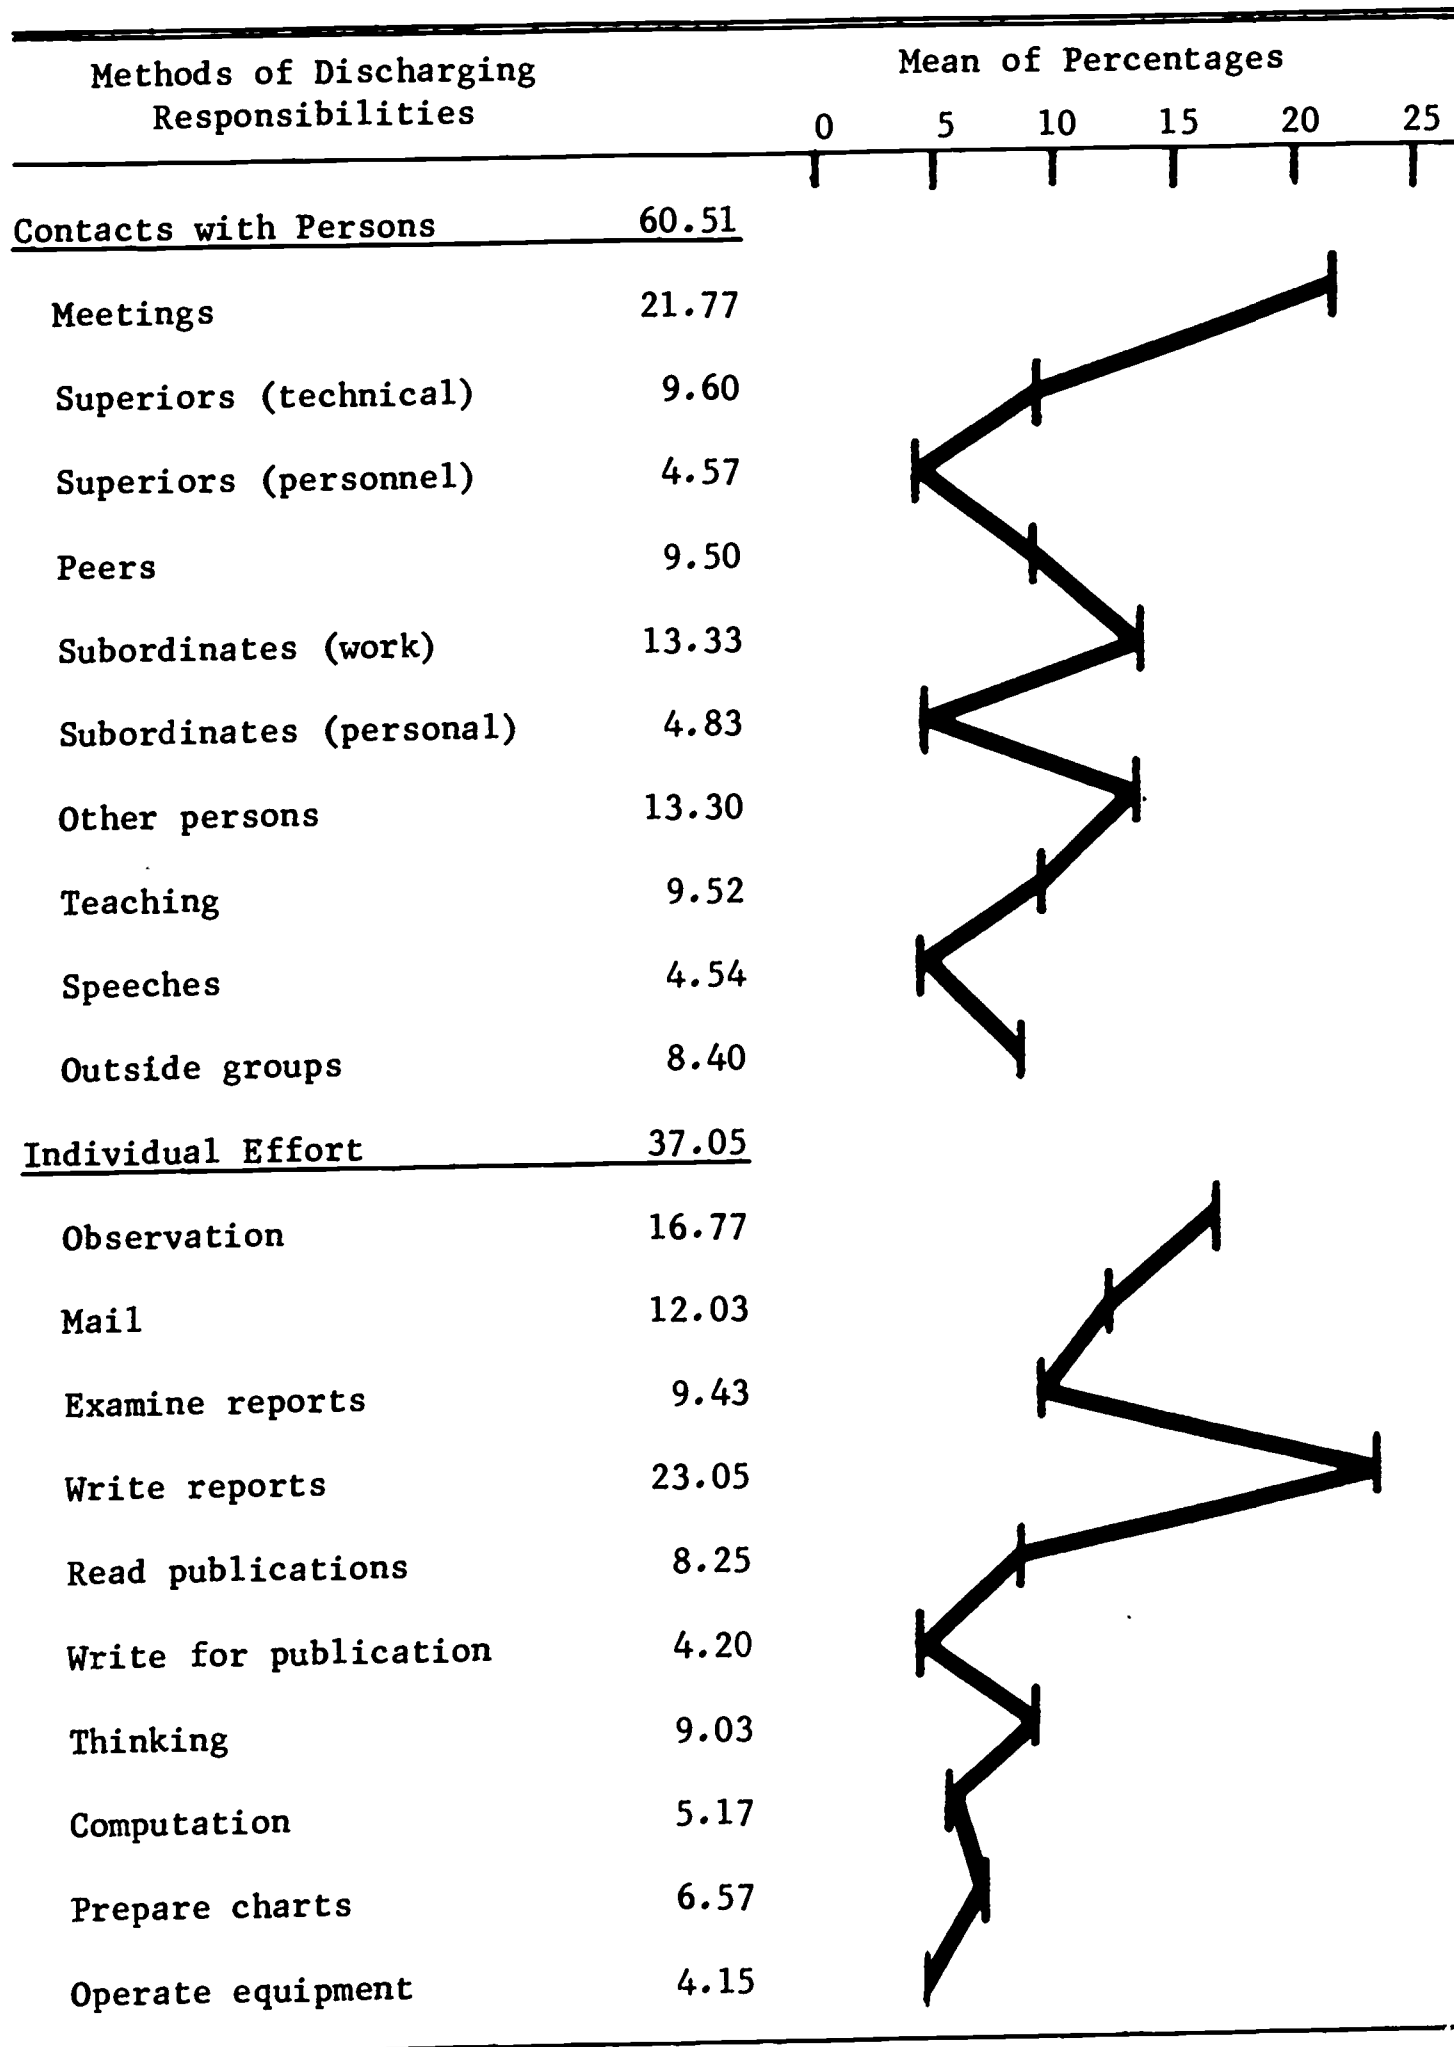 Methods of Discharging
Responsibilities
Mean of Percentages
0 5 10 15 20 25
Contacts with Persons 60.51
Meetings 21.77
Superiors (technical) 9.60
Superiors (personnel) 4.57
Peers 9.50
Subordinates (work) 13.33
Subordinates (personal) 4.83
Other persons 13.30
Teaching 9.52
Speeches 4.54
Outside groups 8.40
Individual Effort 37.05
Observation 16.77
Mail 12.03
Examine reports 9.43
Write reports 23.05
Read publications 8.25
Write for publication 4.20
Thinking 9.03
Computation 5.17
Prepare charts 6.57
Operate equipment 4.15